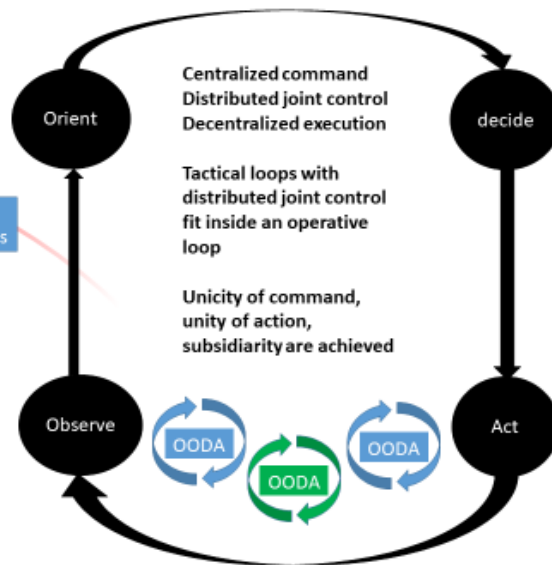 Centralized command
Distributed joint control
Decentralized execution
Orient
decide
Tactical loops with
distributed joint control
fit inside an operative
loop
Unicity of command,
unity of action,
subsidiarity are achieved
Observe
OODA
OODA
OODA
Act